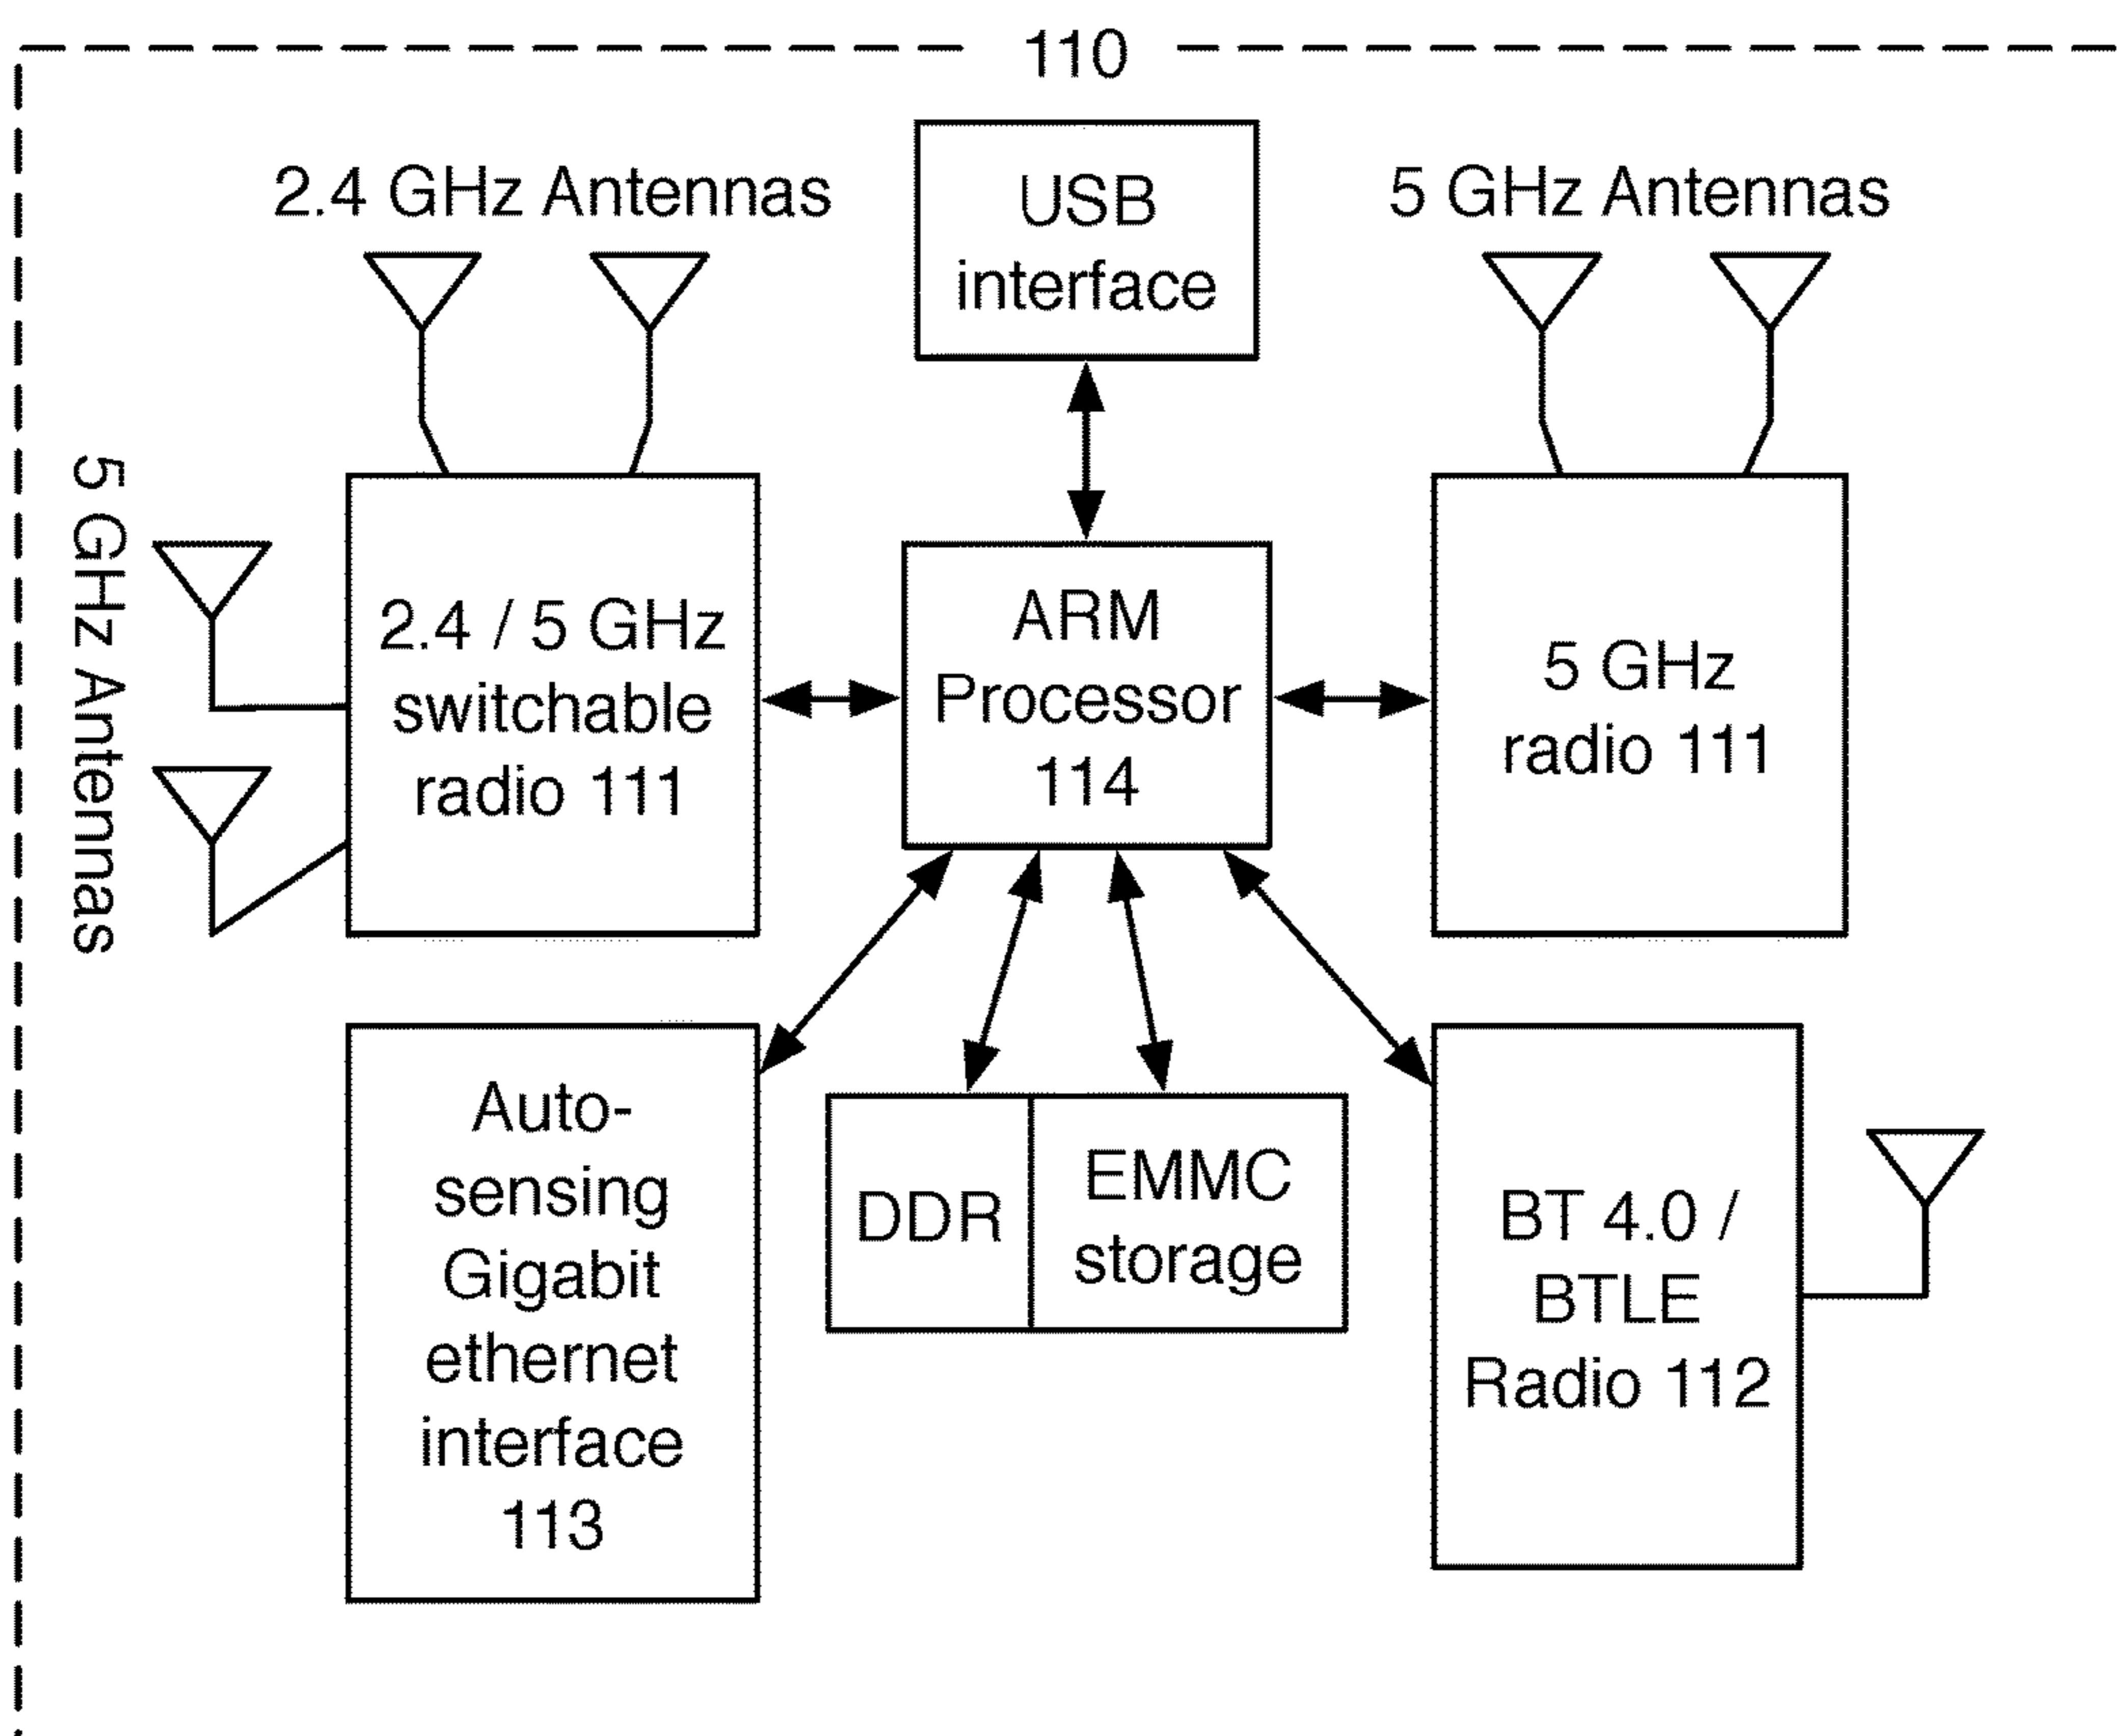 110
2.4 GHz Antennas
USB
interface
5 GHz Antennas
5 GHz Antennas
2.4 / 5 GHz
switchable
radio 111
ARM
Processor
114
5 GHz
radio 111
Auto-
sensing
Gigabit
ethernet
interface
113
DDR
EMMC
storage
BT 4.0 /
BTLE
Radio 112